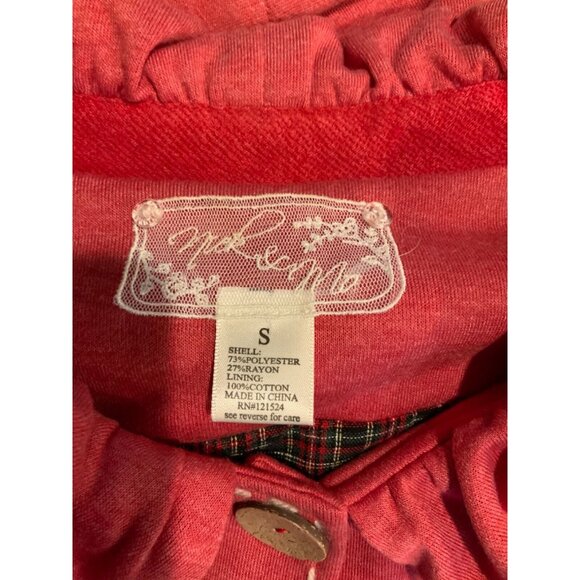 Nick & Mo
S
SHELL:
73%POLYESTER
27%RAYON
LINING:
100%COTTON
MADE IN CHINA
RN#121524
see reverse for care